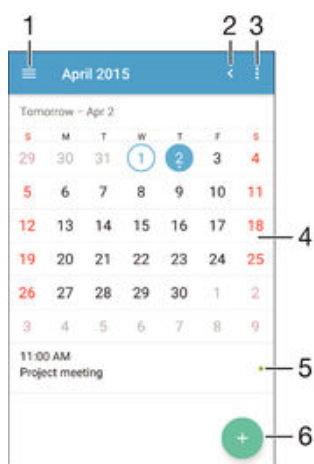 1 2 3
April 2015
Tomorrow – Apr 2
S M T W T F S
29 30 31 1 2 3 4
5 6 7 8 9 10 11
12 13 14 15 16 17 18
4
19 20 21 22 23 24 25
26 27 28 29 30 1 2
3 4 5 6 7 8 9
11:00 AM
Project meeting
5
6